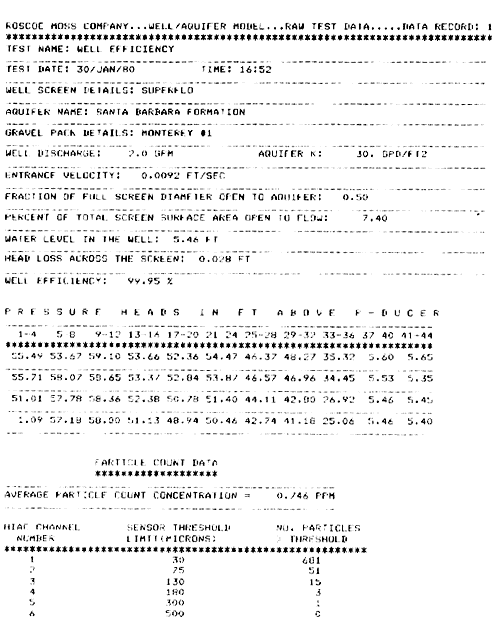 ROSCOE MOSS COMPANY...WELL/AQUIFER MODEL...RAW TEST DATA.....DATA RECORD: 1
TEST NAME: WELL EFFICIENCY
TEST DATE: 30/JAN/80 TIME: 16:52
WELL SCREEN DETAILS: SUPERFLO
AQUIFER NAME: SANTA BARBARA FORMATION
GRAVEL PACK DETAILS: MONTEREY #1
WELL DISCHARGE: 2.0 GPM AQUIFER K: 30. GPD/FT2
ENTRANCE VELOCITY: 0.0092 FT/SEC
FRACTION OF FULL SCREEN DIAMETER OPEN TO AQUIFER: 0.50
PERCENT OF TOTAL SCREEN SURFACE AREA OPEN TO FLOW: 7.40
WATER LEVEL IN THE WELL: 5.46 FT
HEAD LOSS ACROSS THE SCREEN: 0.028 FT
WELL EFFICIENCY: 99.95 %
P R E S S U R E H E A D S I N F T A B O V E P - D U C E R
1-4 5-8 9-12 13-16 17-20 21 24 25-28 29-32 33-36 37 40 41-44
55.49 53.67 59.10 53.66 52.36 54.47 46.37 48.27 35.32 5.60 5.65
55.71 58.07 58.65 53.37 52.84 53.87 46.57 46.96 34.45 5.53 5.35
51.01 57.78 58.36 52.38 50.78 51.40 44.11 42.80 26.92 5.46 5.45
1.09 57.18 58.00 51.13 48.94 50.46 42.74 41.18 25.06 5.46 5.40
PARTICLE COUNT DATA
AVERAGE PARTICLE COUNT CONCENTRATION = 0.746 PPM
HIAC CHANNEL SENSOR THRESHOLD NO. PARTICLES
NUMBER LIMIT(MICRONS) > THRESHOLD
1 30 681
2 75 51
3 130 15
4 180 3
5 300 1
6 500 0